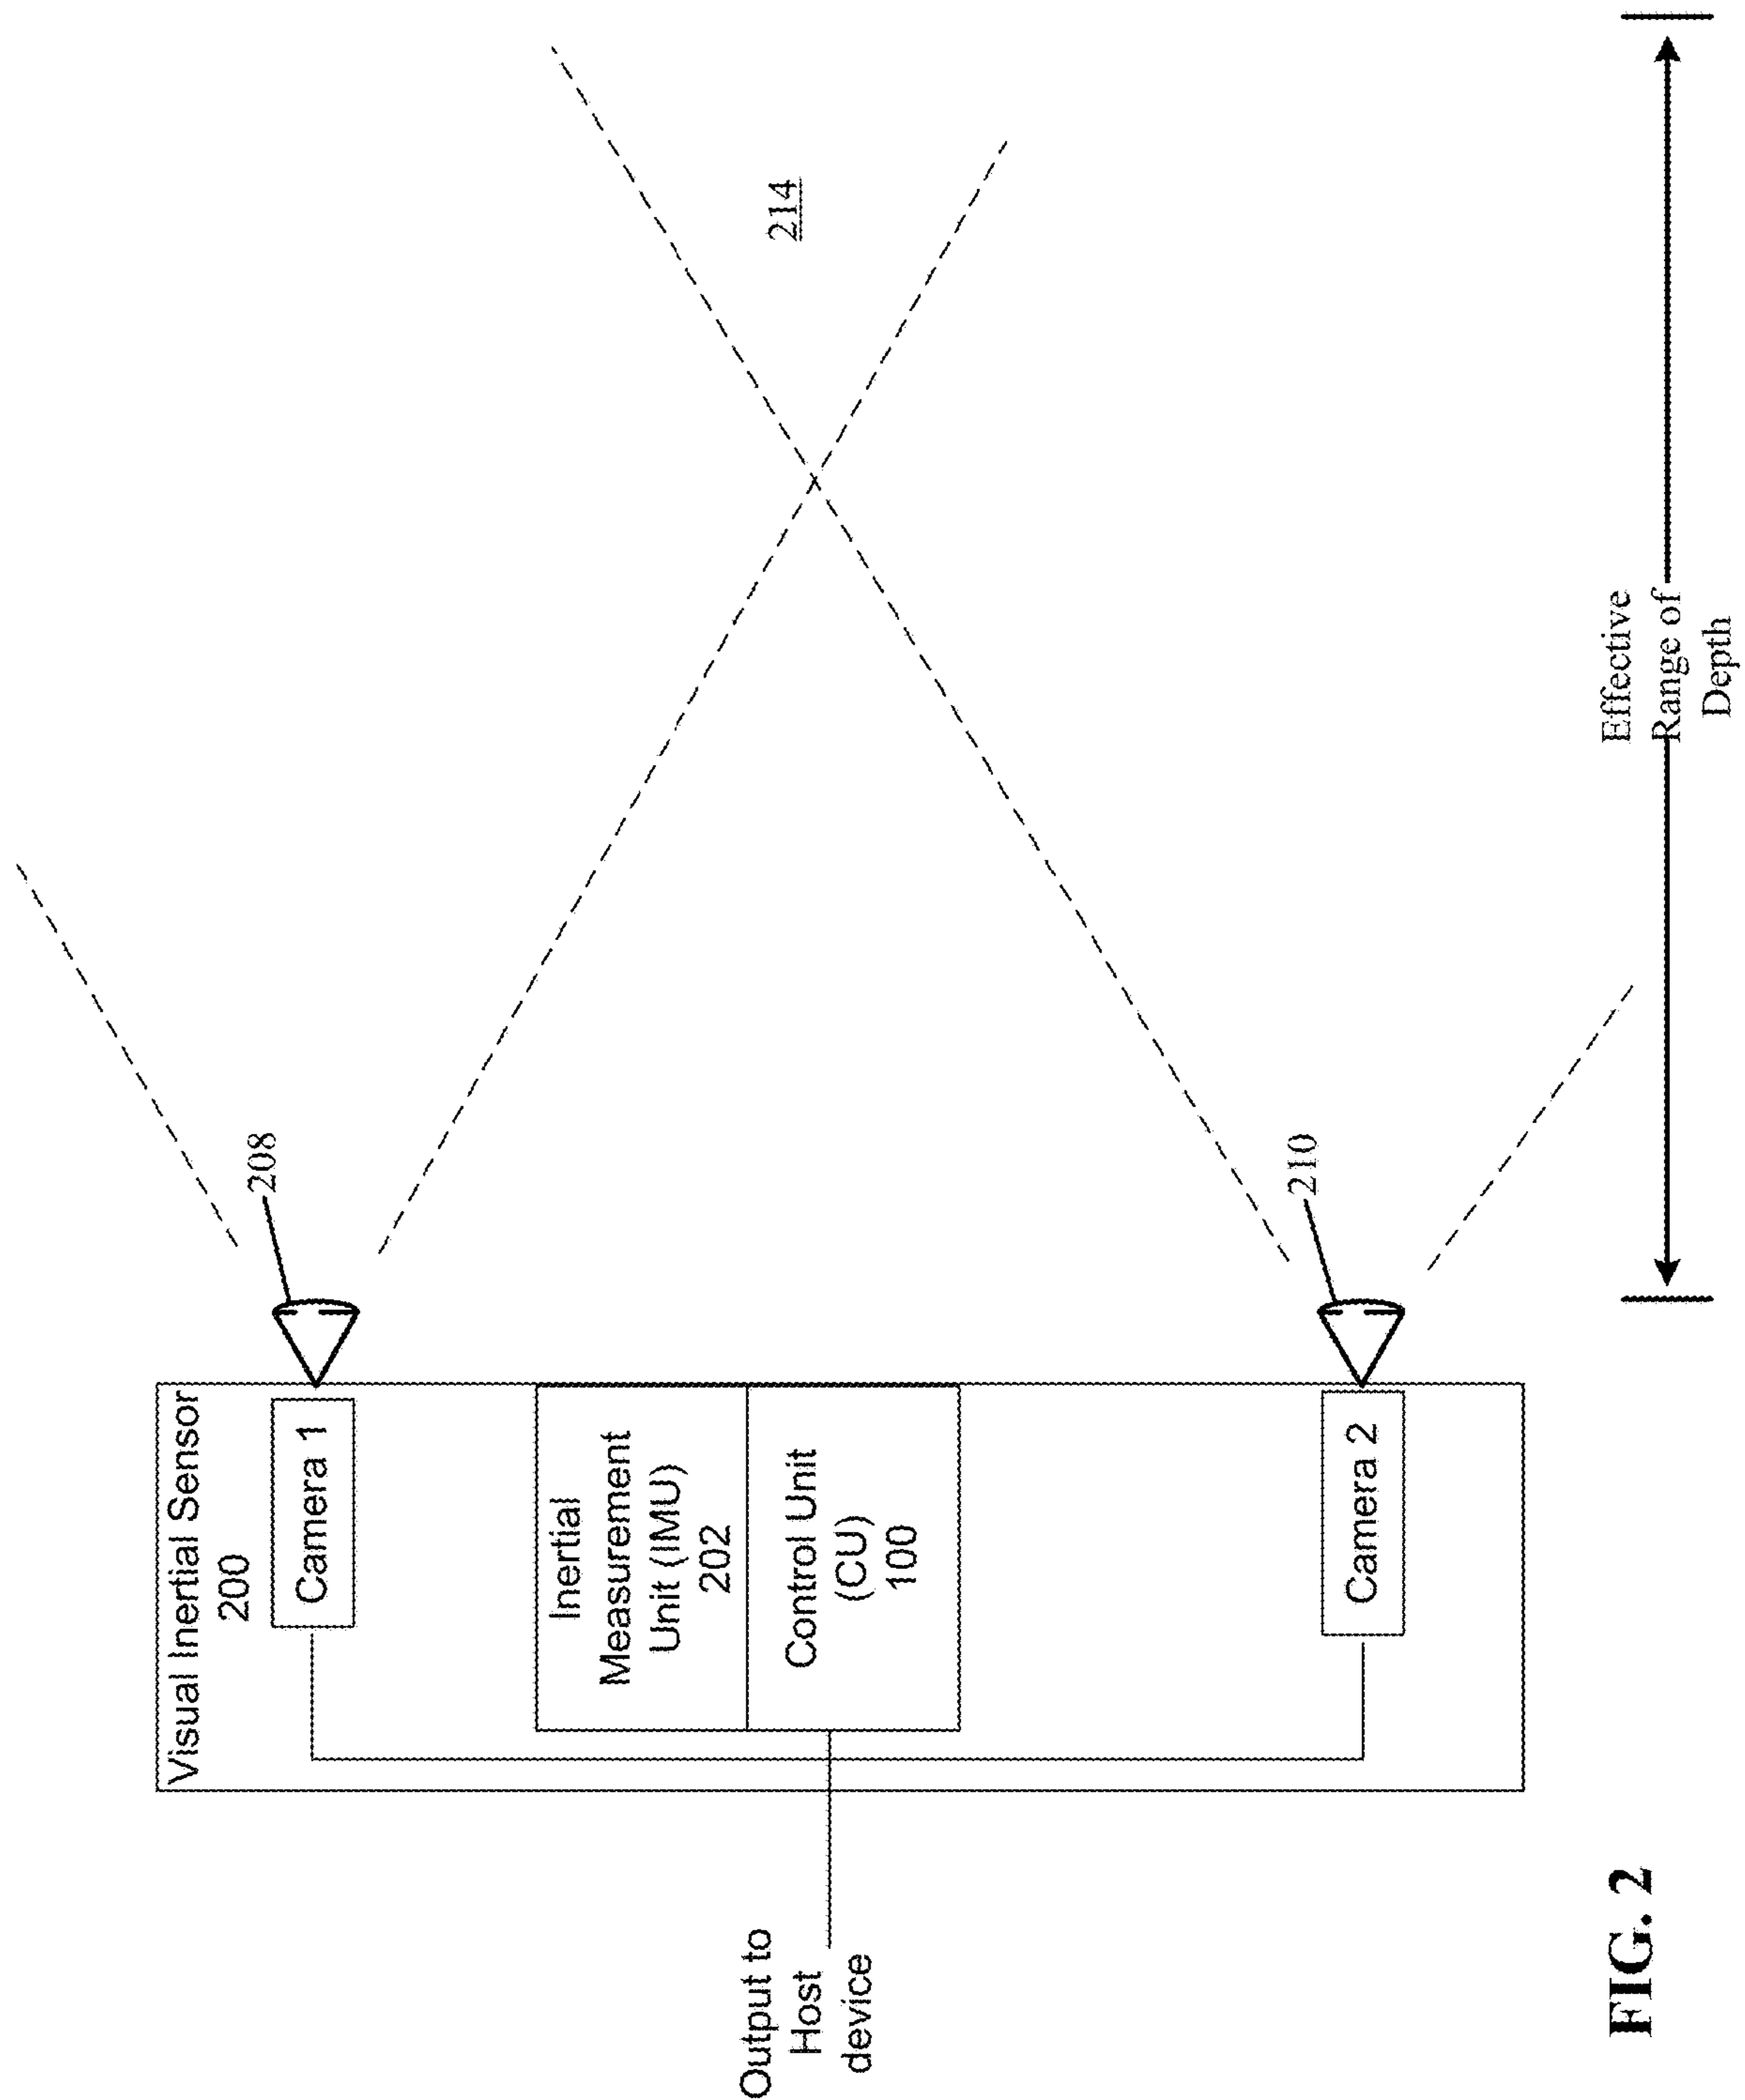 Visual Inertial Sensor
200
Camera 1
208
Inertial
Measurement
Unit (IMU)
202
Control Unit
(CU)
100
Output to
Host
device
214
Camera 2
210
Effective
Range of
Depth
FIG. 2